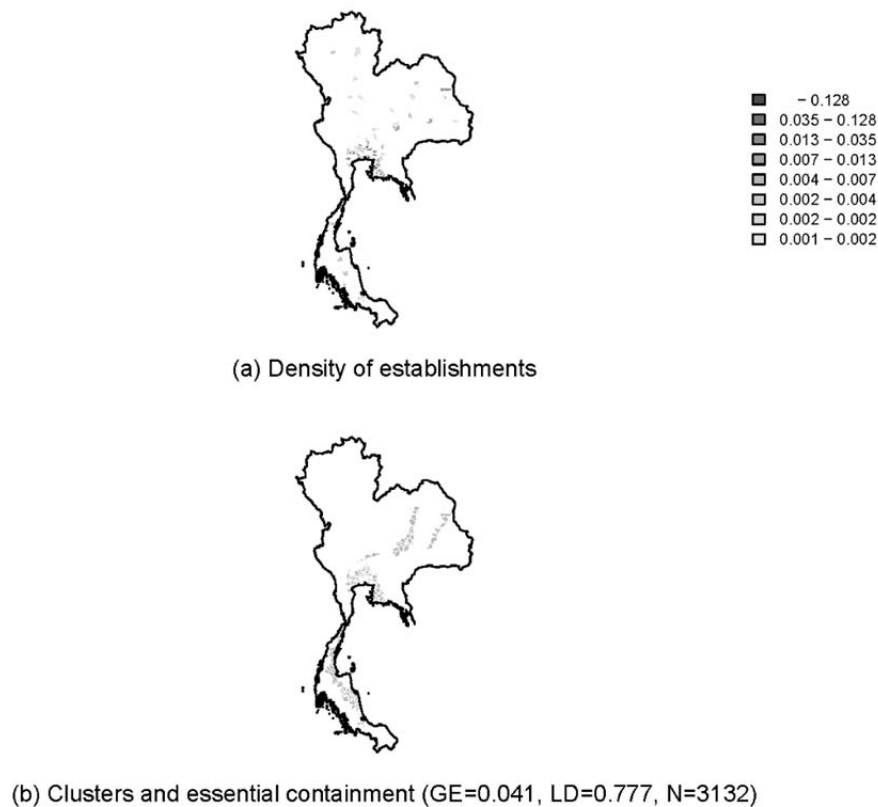 − 0.128
0.035 − 0.128
0.013 − 0.035
0.007 − 0.013
0.004 − 0.007
0.002 − 0.004
0.002 − 0.002
0.001 − 0.002
(a) Density of establishments
(b) Clusters and essential containment (GE=0.041, LD=0.777, N=3132)